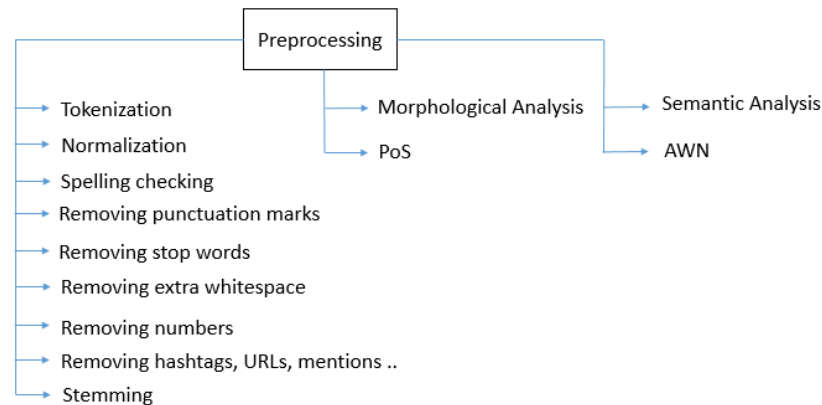 Preprocessing
Tokenization
Normalization
Spelling checking
Removing punctuation marks
Removing stop words
Removing extra whitespace
Removing numbers
Removing hashtags, URLs, mentions ..
Stemming
Morphological Analysis
PoS
Semantic Analysis
AWN